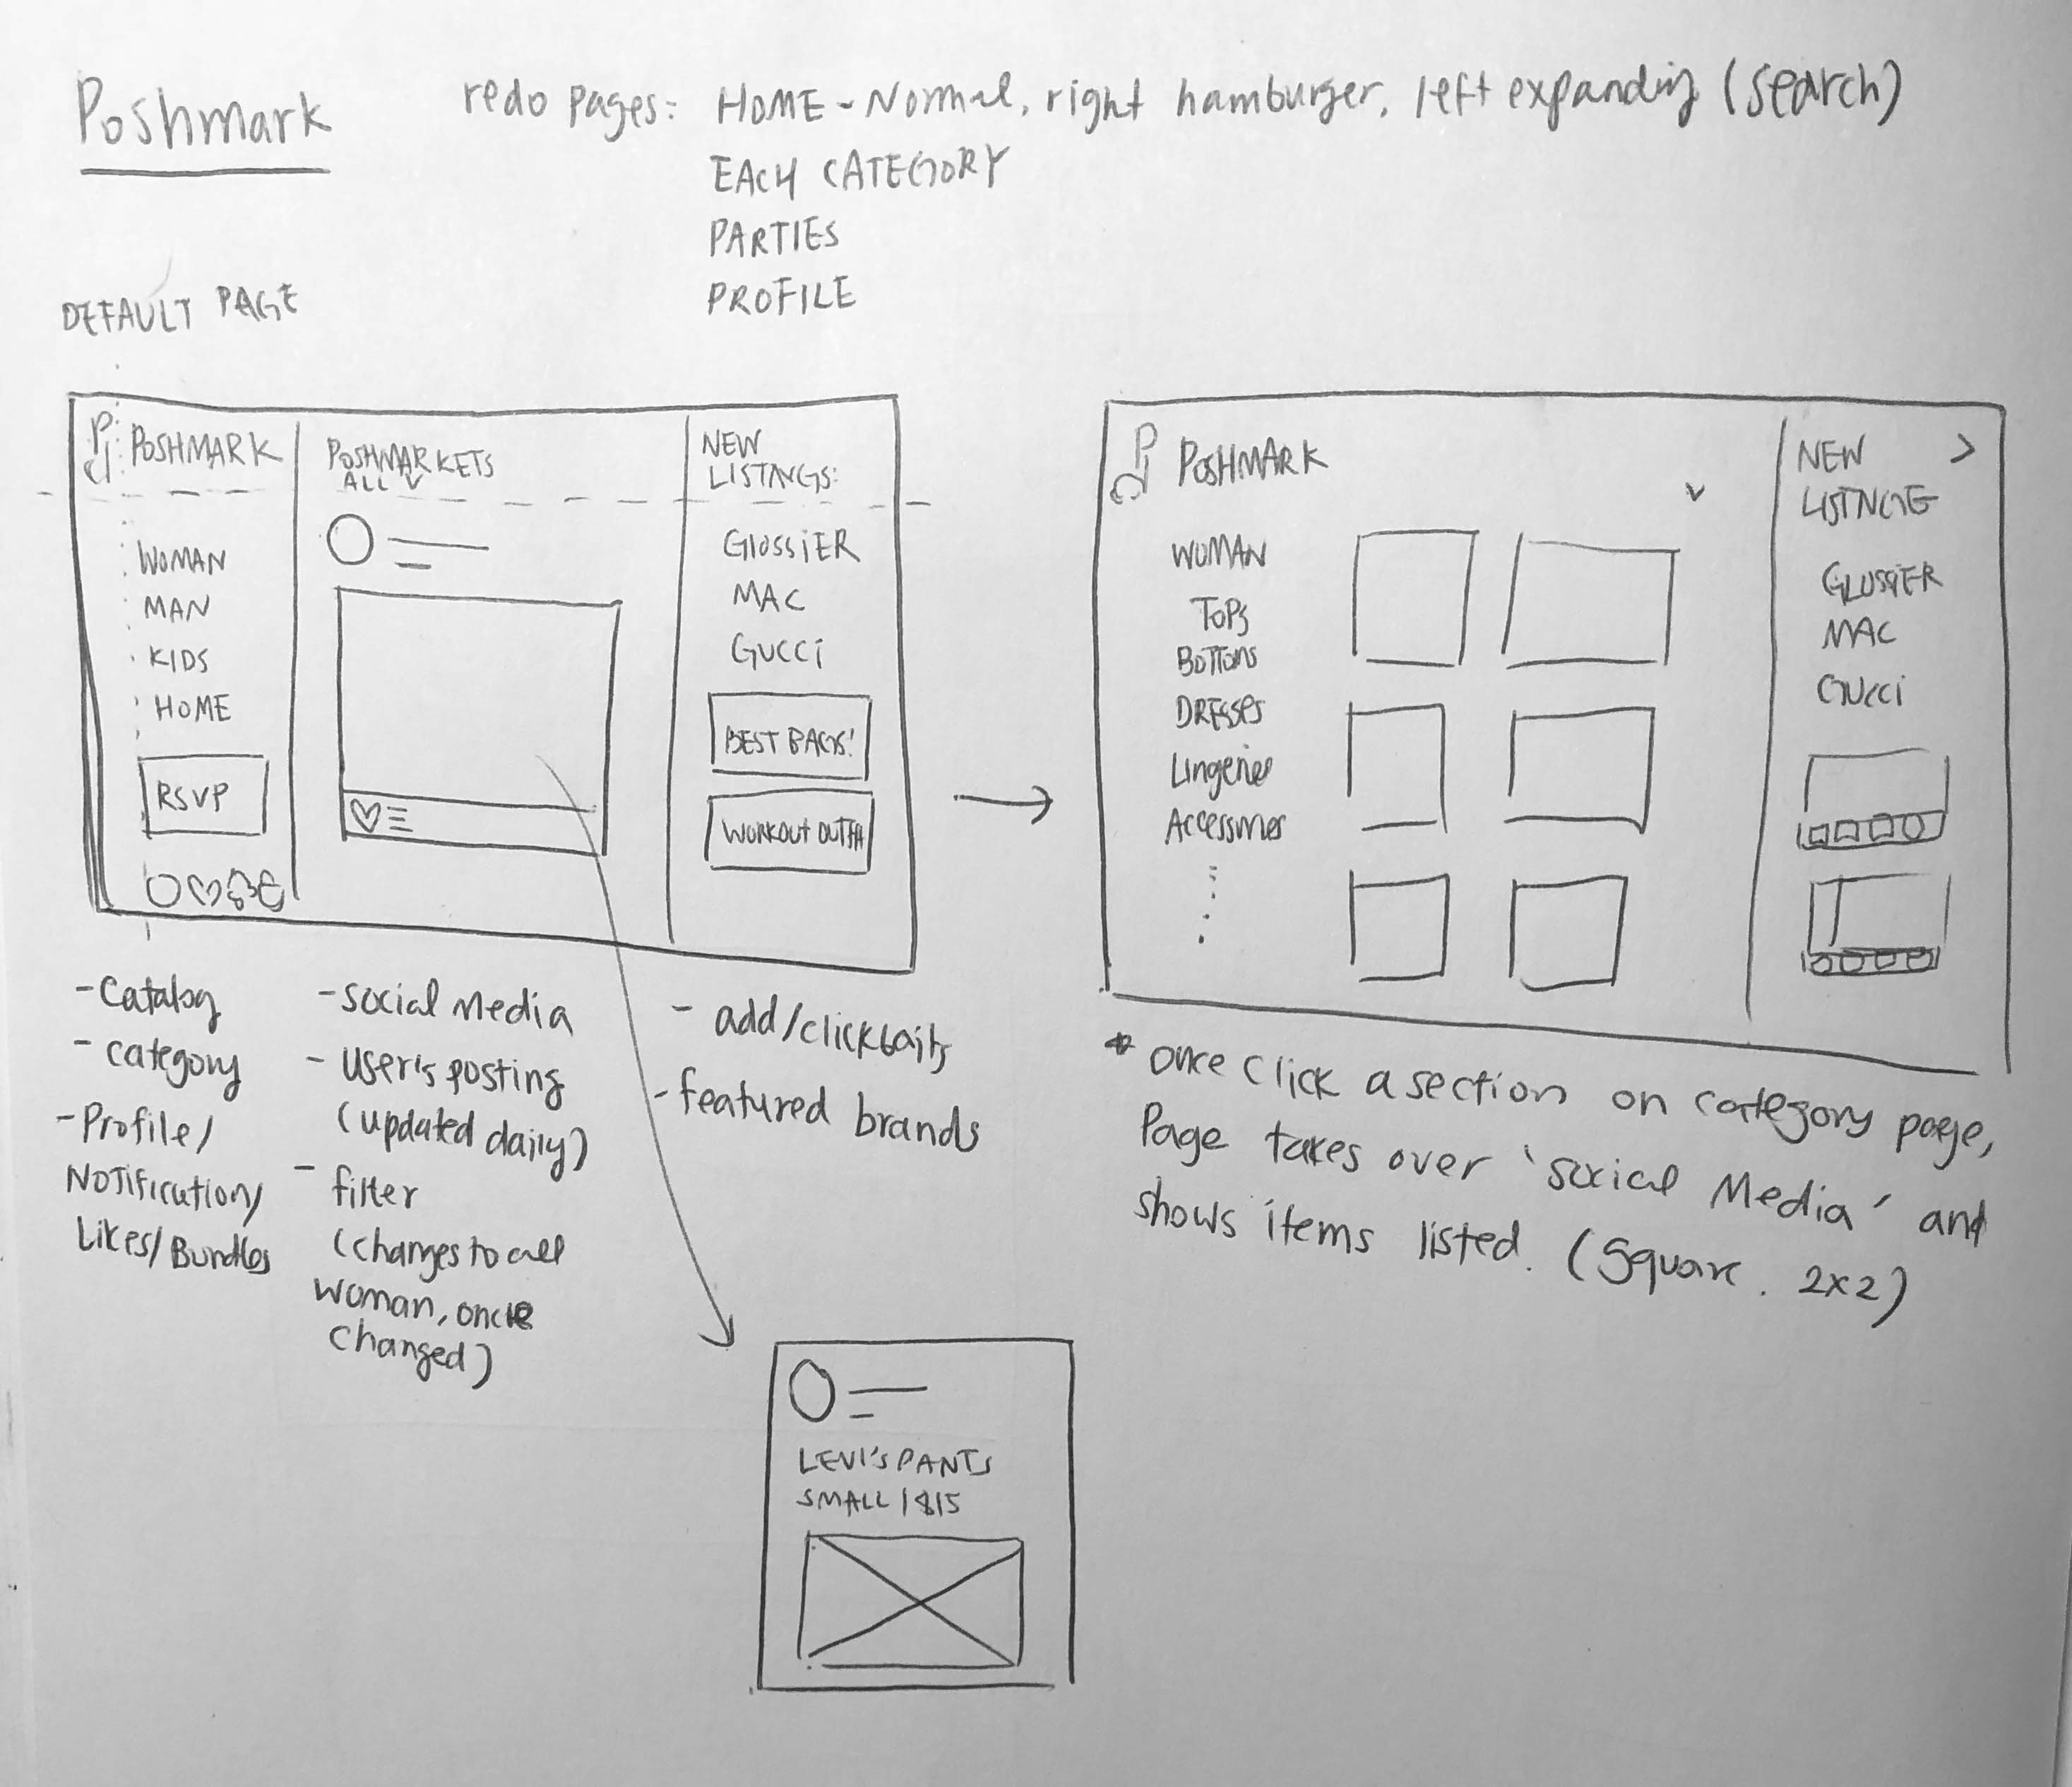 Poshmark
redo pages: HOME - Normal, right hamburger, left expanding (search)
EACH CATEGORY
PARTIES
PROFILE
DEFAULT PAGE
P POSHMARK
WOMAN
MAN
KIDS
HOME
RSVP
POSHMARKETS
ALL
NEW
LISTINGS:
GlossiER
MAC
GUCCi
BEST BAGS!
WORKOUT OUTFit
P POSHMARK
WOMAN
TOPS
BOTTOMS
DRESSES
Lingeries
Accessories
NEW >
LISTNGIG
GLOSSIER
MAC
GUCCi
- Catalog
- category
- Profile/
Notification/
Likes/Bundles
- social media
- user's posting
(updated daily)
- filter
(changes to all
woman, once
changed)
- add/clickbaits
- featured brands
* once click a section on category page,
Page takes over 'social Media' and
shows items listed. (Square. 2x2)
LEVI'S PANTS
SMALL | $15